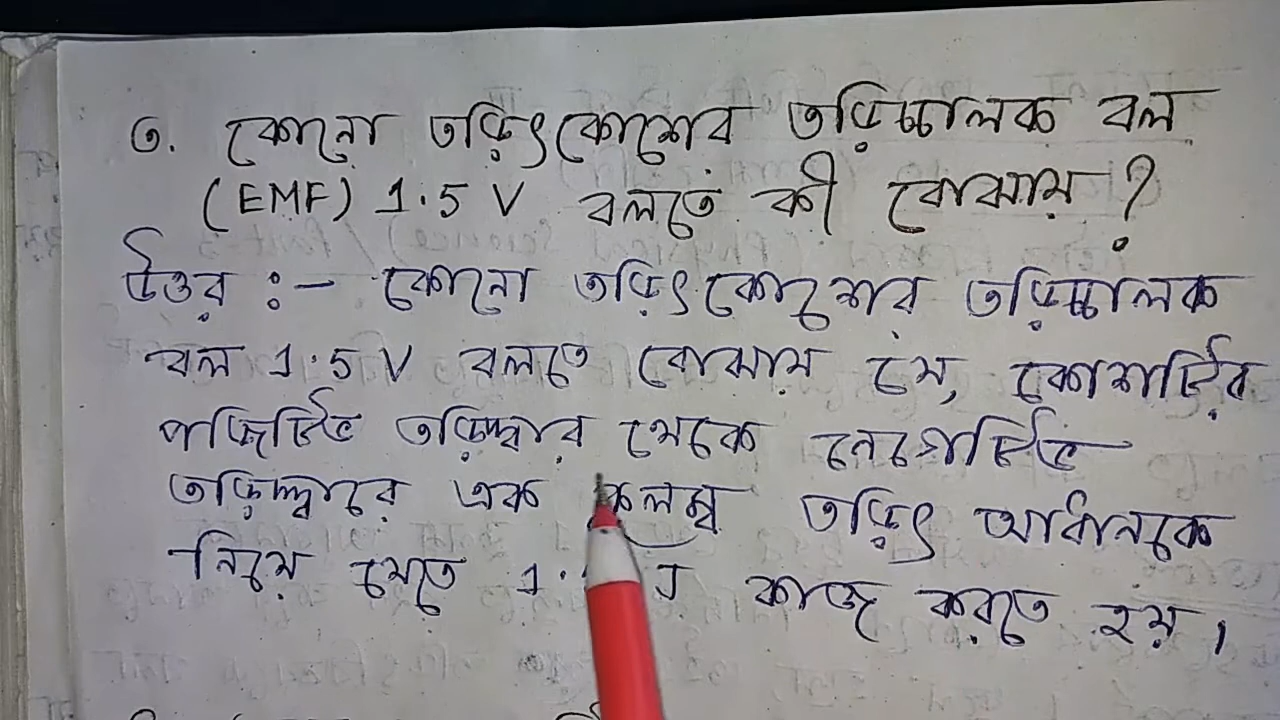 ৩. কোনো তড়িৎকোশের তড়িচ্চালক বল
(EMF) 1.5 V বলতে কী বোঝায় ?
উত্তর :- কোনো তড়িৎকোশের তড়িচ্চালক
বল 1.5 V বলতে বোঝায় যে, কোশটির
পজিটিভ তড়িদ্দ্বার থেকে নেগেটিভ
তড়িদ্দ্বারে এক কুলম্ব তড়িৎ আধানকে
নিয়ে যেতে J কাজ করতে হয় ।